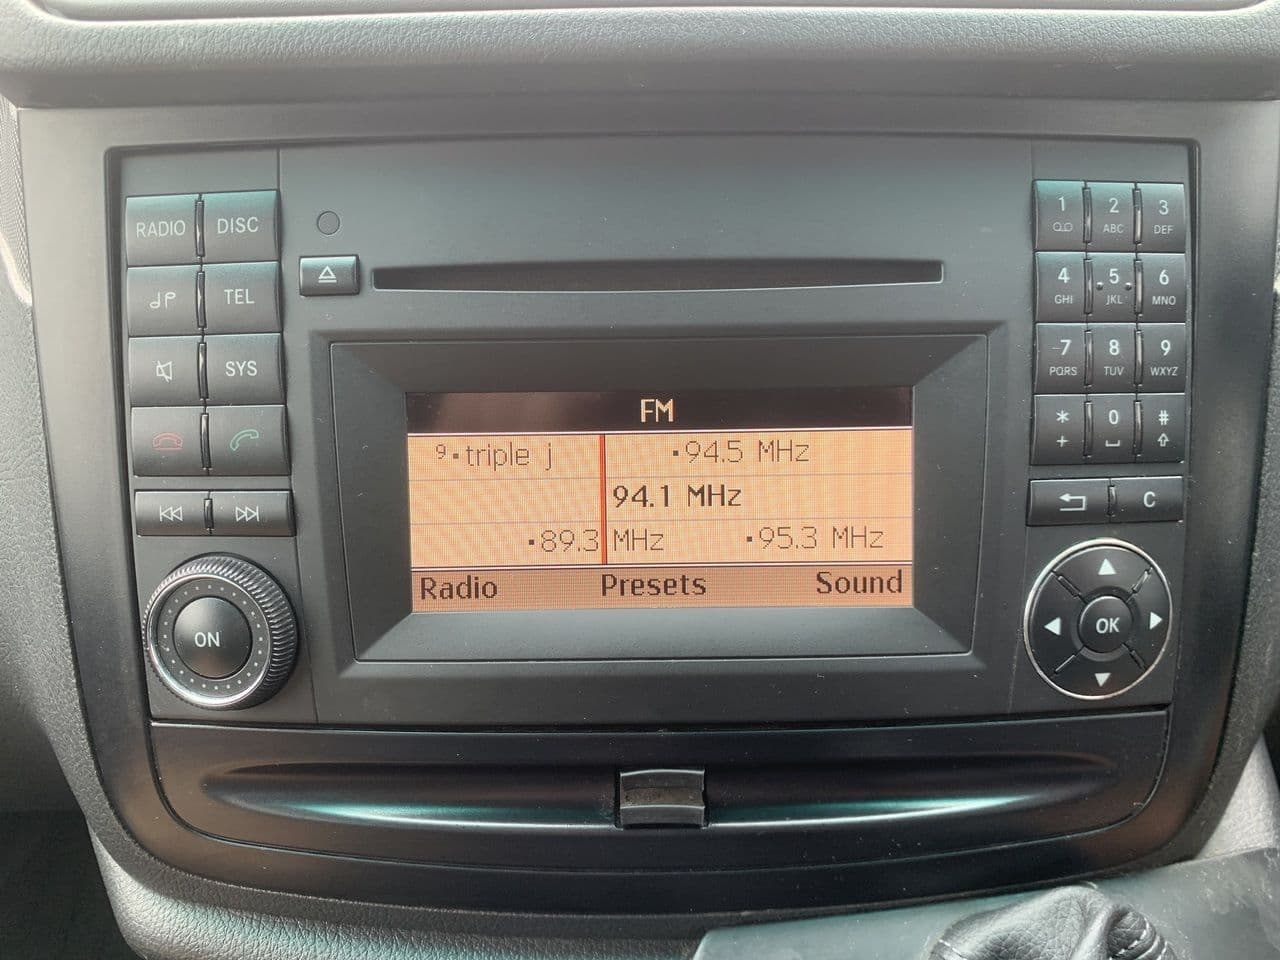 RADIO DISC
TEL
SYS
ON
FM
9 triple j 94.5 MHz
94.1 MHz
89.3 MHz 95.3 MHz
Radio Presets Sound
1 2 3
ABC DEF
4 5 6
GHI JKL MNO
7 8 9
PQRS TUV WXYZ
* 0 #
+
C
OK